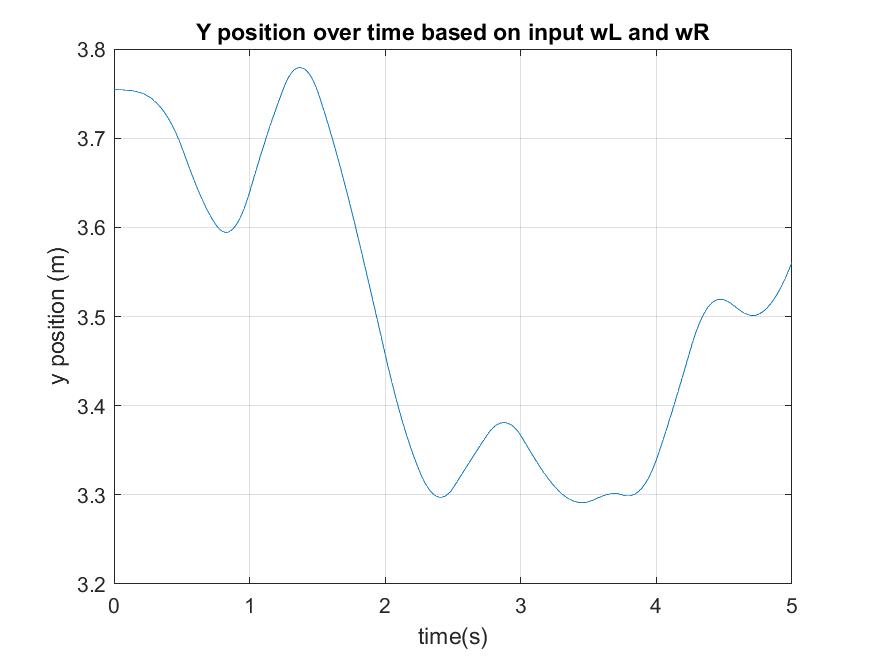 Y position over time based on input wL and wR
3.8
3.7
3.6
3.5
3.4
3.3
3.2
y position (m)
0 1 2 3 4 5
time(s)